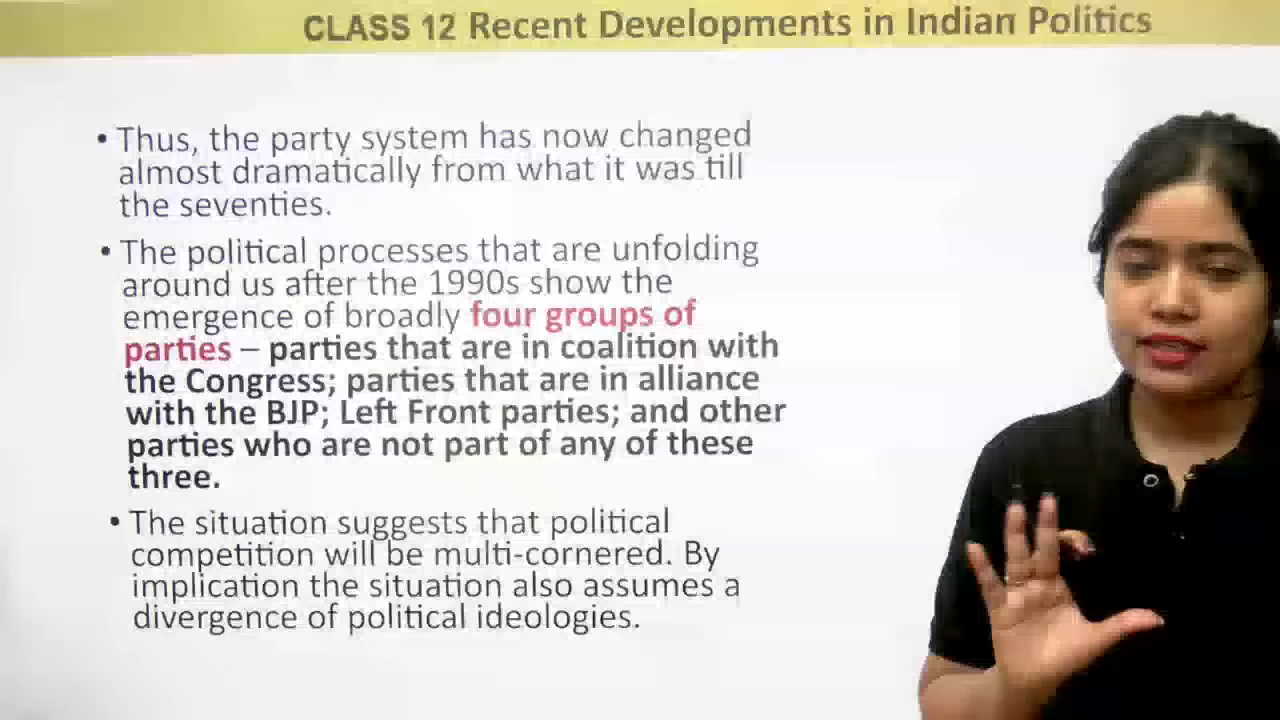 CLASS 12 Recent Developments in Indian Politics
• Thus, the party system has now changed
almost dramatically from what it was till
the seventies.
• The political processes that are unfolding
around us after the 1990s show the
emergence of broadly four groups of
parties – parties that are in coalition with
the Congress; parties that are in alliance
with the BJP; Left Front parties; and other
parties who are not part of any of these
three.
• The situation suggests that political
competition will be multi-cornered. By
implication the situation also assumes a
divergence of political ideologies.